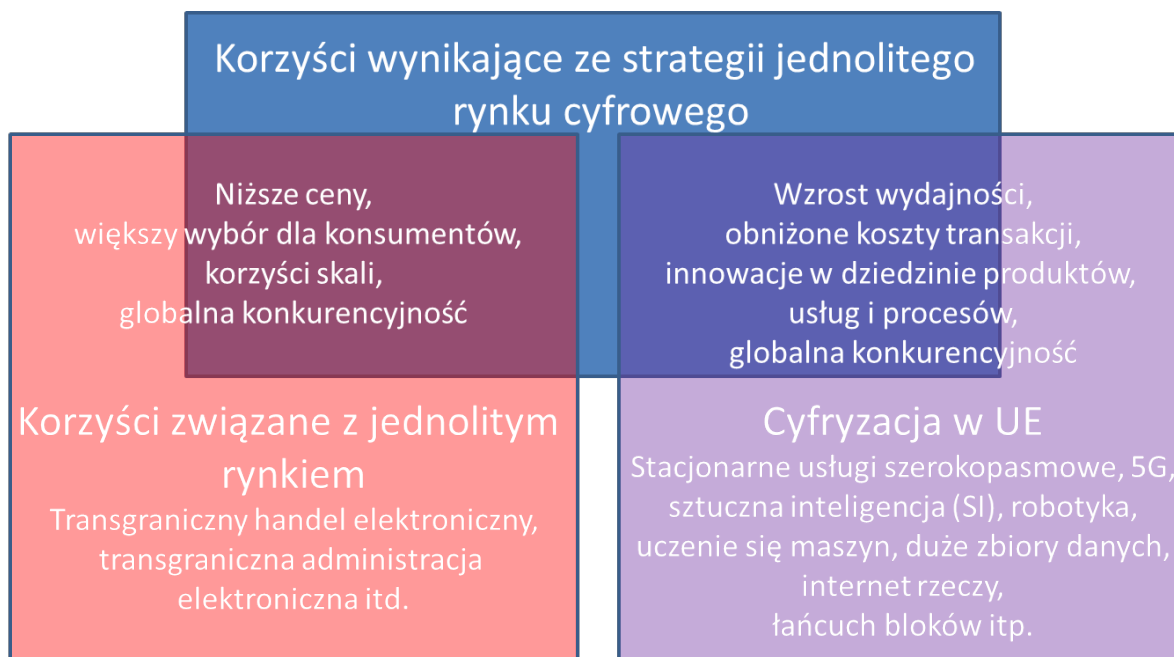 Korzyści wynikające ze strategii jednolitego
rynku cyfrowego
Niższe ceny,
większy wybór dla konsumentów,
korzyści skali,
globalna konkurencyjność
Korzyści związane z jednolitym
rynkiem
Transgraniczny handel elektroniczny,
transgraniczna administracja
elektroniczna itd.
Wzrost wydajności,
obniżone koszty transakcji,
innowacje w dziedzinie produktów,
usług i procesów,
globalna konkurencyjność
Cyfryzacja w UE
Stacjonarne usługi szerokopasmowe, 5G,
sztuczna inteligencja (SI), robotyka,
uczenie się maszyn, duże zbiory danych,
internet rzeczy,
łańcuch bloków itp.